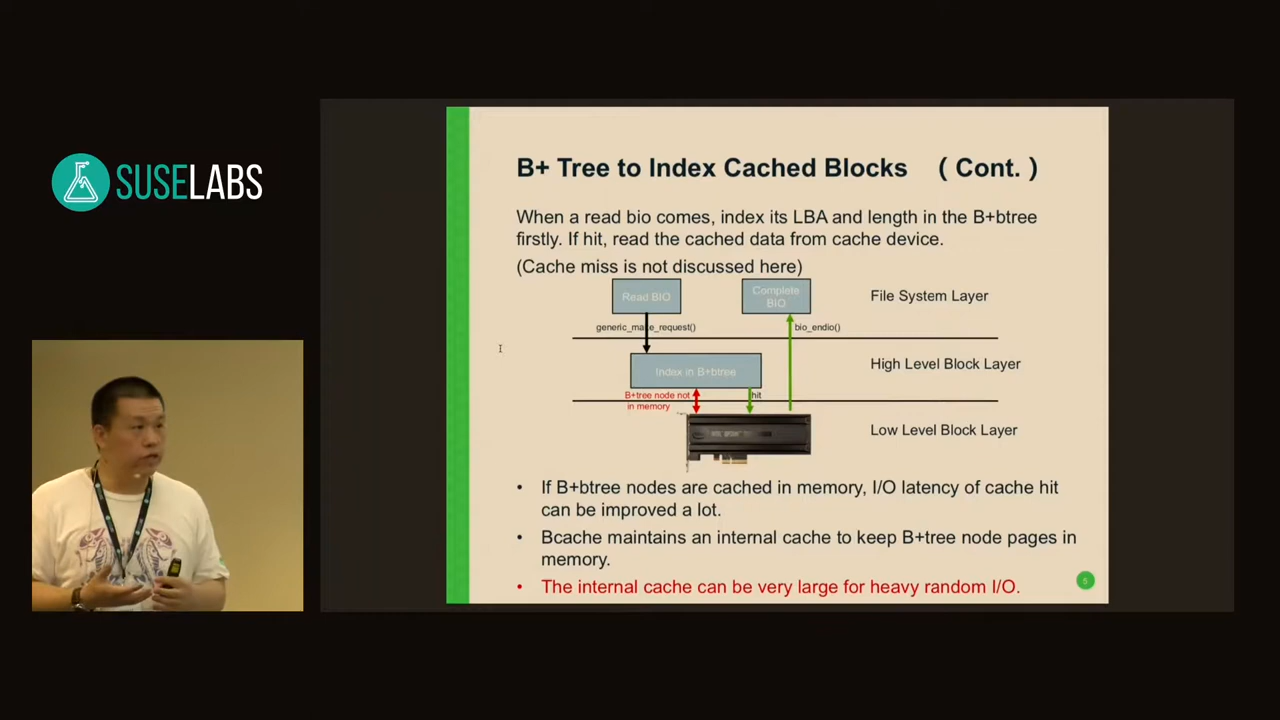 SUSELABS
B+ Tree to Index Cached Blocks ( Cont. )
When a read bio comes, index its LBA and length in the B+btree
firstly. If hit, read the cached data from cache device.
(Cache miss is not discussed here)
Read BIO
Complete
BIO
File System Layer
generic_make_request()
bio_endio()
Index in B+btree
High Level Block Layer
B+tree node not
in memory
hit
Low Level Block Layer
• If B+btree nodes are cached in memory, I/O latency of cache hit
can be improved a lot.
• Bcache maintains an internal cache to keep B+tree node pages in
memory.
• The internal cache can be very large for heavy random I/O.
5